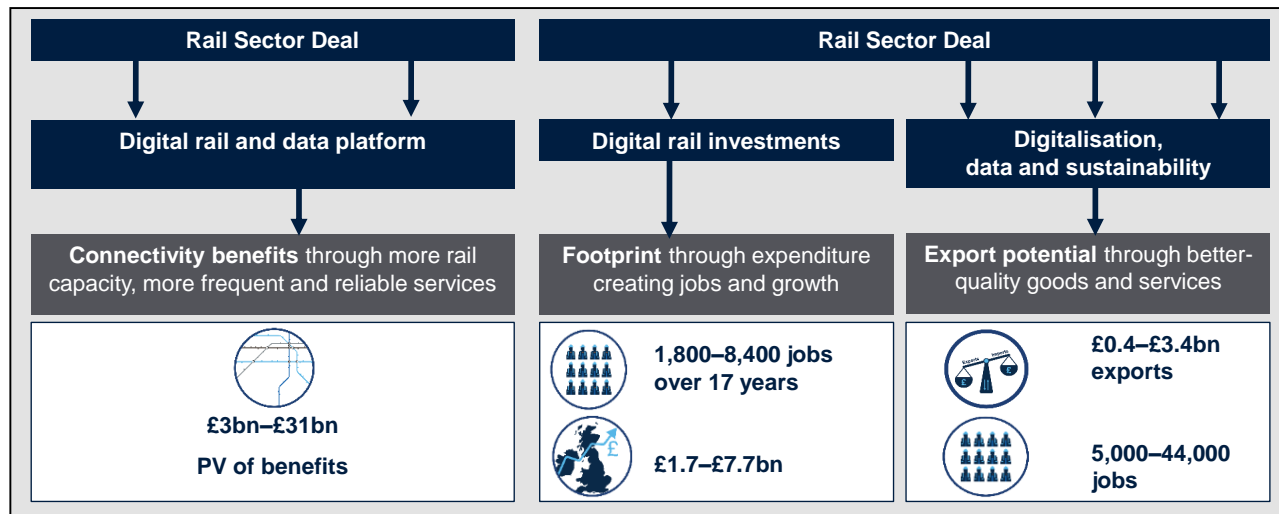 Rail Sector Deal
Rail Sector Deal
Digital rail and data platform
Digital rail investments
Digitalisation,
data and sustainability
Connectivity benefits through more rail
capacity, more frequent and reliable services
Footprint through expenditure
creating jobs and growth
Export potential through better-
quality goods and services
£3bn–£31bn
PV of benefits
1,800–8,400 jobs
over 17 years
£
£1.7–£7.7bn
Exports
Imports
£
£
£0.4–£3.4bn
exports
5,000–44,000
jobs